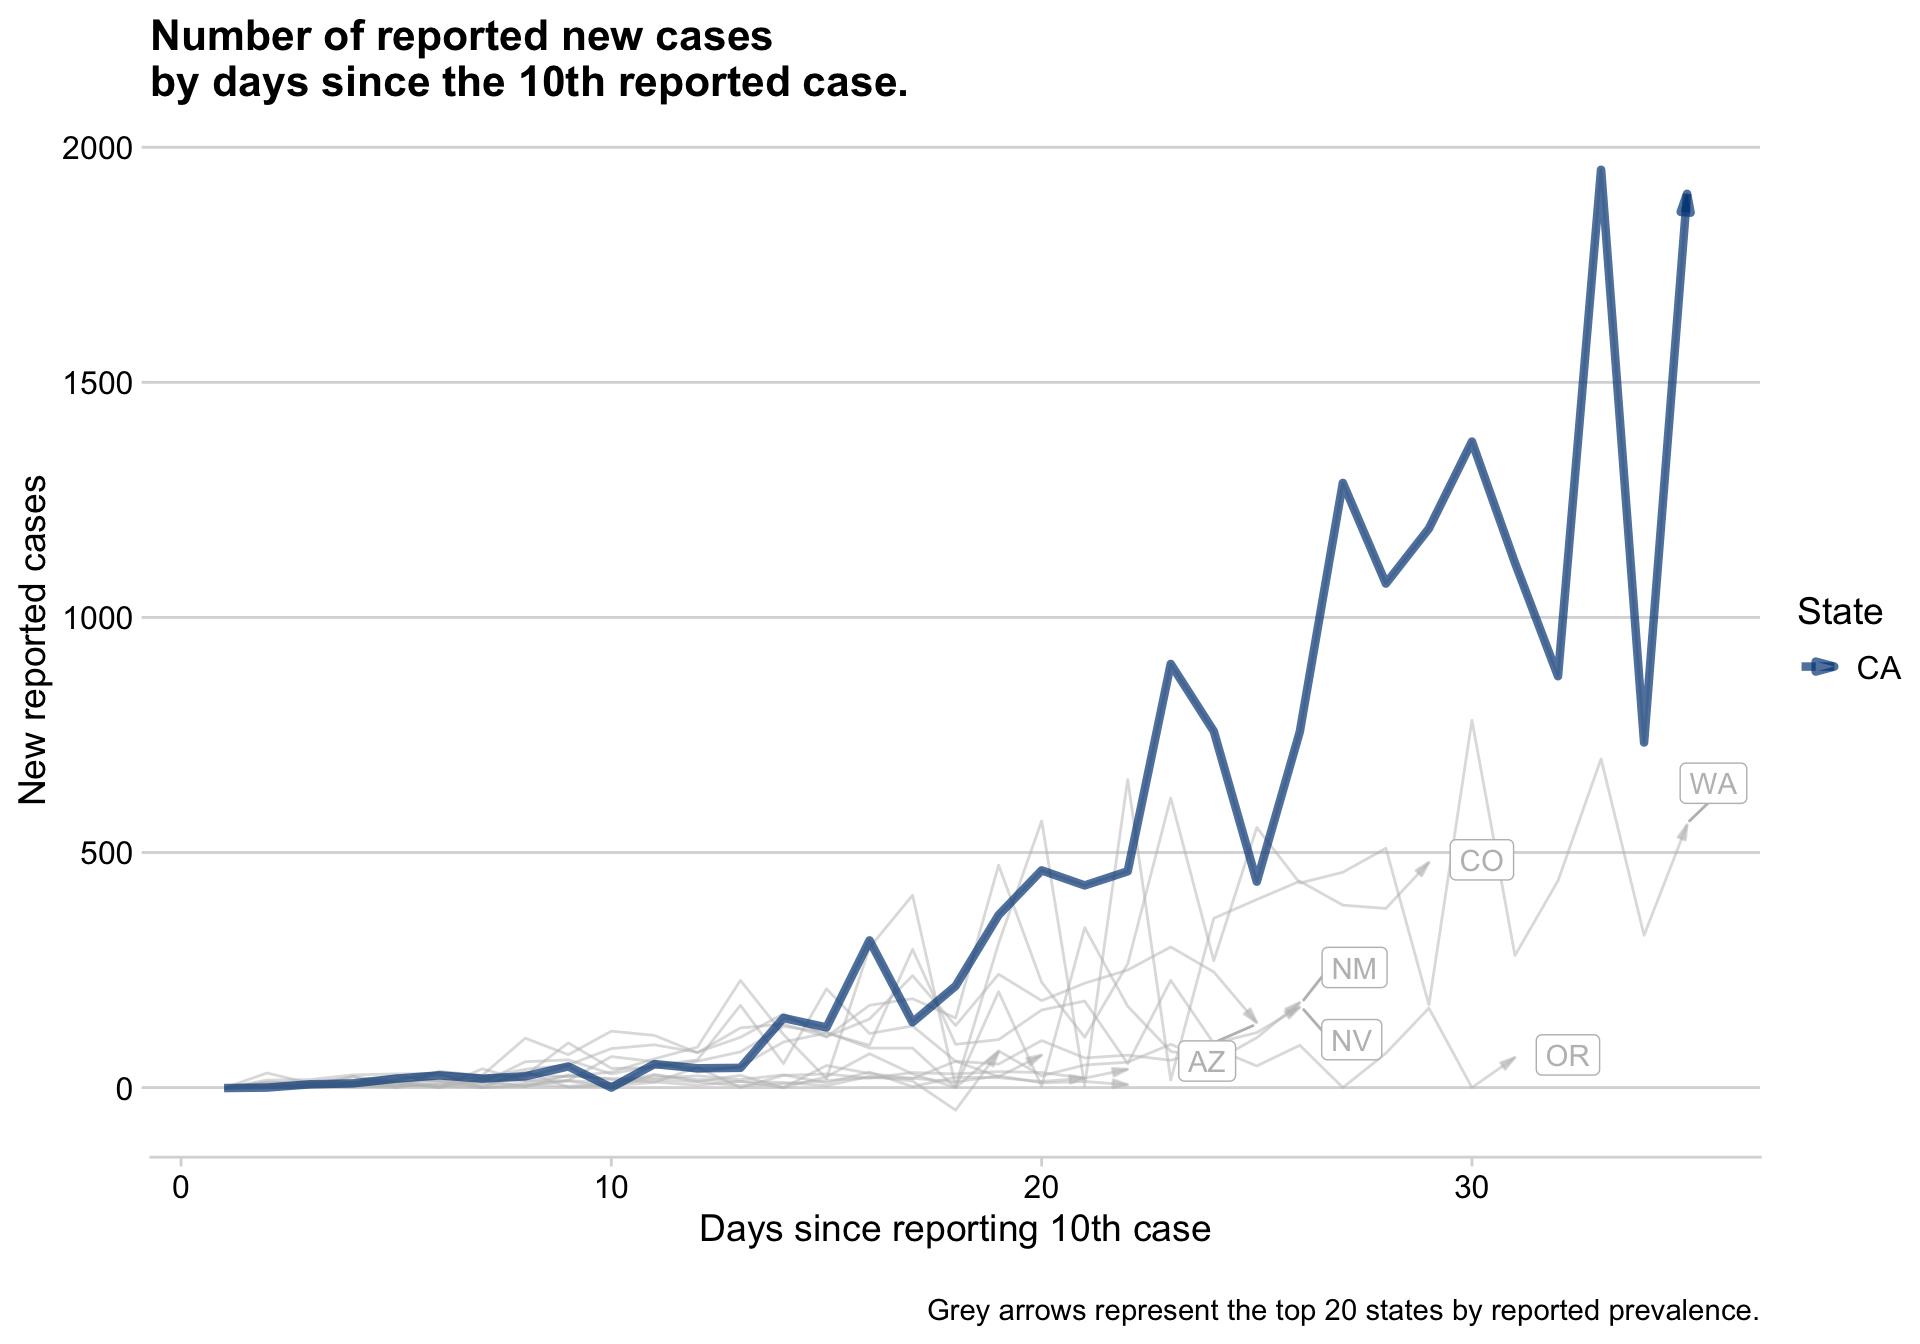 Number of reported new cases
by days since the 10th reported case.
2000
1500
1000
500
0
New reported cases
WA
CO
NM
NV
AZ
OR
State
CA
0 10 20 30
Days since reporting 10th case
Grey arrows represent the top 20 states by reported prevalence.